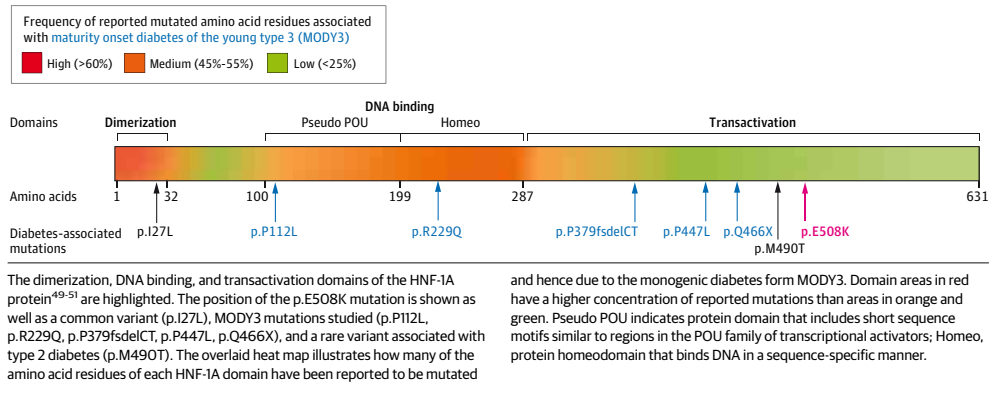 Frequency of reported mutated amino acid residues associated
with maturity onset diabetes of the young type 3 (MODY3)
High (>60%) Medium (45%-55%) Low (<25%)
DNA binding
Domains Dimerization Pseudo POU Homeo Transactivation
Amino acids 1 32 100 199 287 631
Diabetes-associated
mutations
p.I27L p.P112L p.R229Q p.P379fsdelCT p.P447L p.Q466X p.E508K
p.M490T
The dimerization, DNA binding, and transactivation domains of the HNF-1A
protein49-51 are highlighted. The position of the p.E508K mutation is shown as
well as a common variant (p.I27L), MODY3 mutations studied (p.P112L,
p.R229Q, p.P379fsdelCT, p.P447L, p.Q466X), and a rare variant associated with
type 2 diabetes (p.M490T). The overlaid heat map illustrates how many of the
amino acid residues of each HNF-1A domain have been reported to be mutated
and hence due to the monogenic diabetes form MODY3. Domain areas in red
have a higher concentration of reported mutations than areas in orange and
green. Pseudo POU indicates protein domain that includes short sequence
motifs similar to regions in the POU family of transcriptional activators; Homeo,
protein homeodomain that binds DNA in a sequence-specific manner.